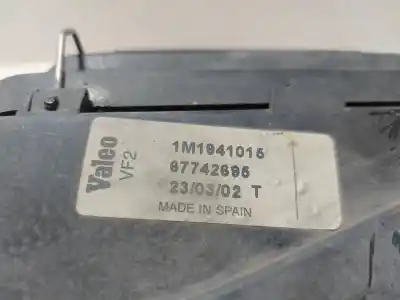 Valeo
VF2
1M1941015
67742695
23/03/02 T
MADE IN SPAIN